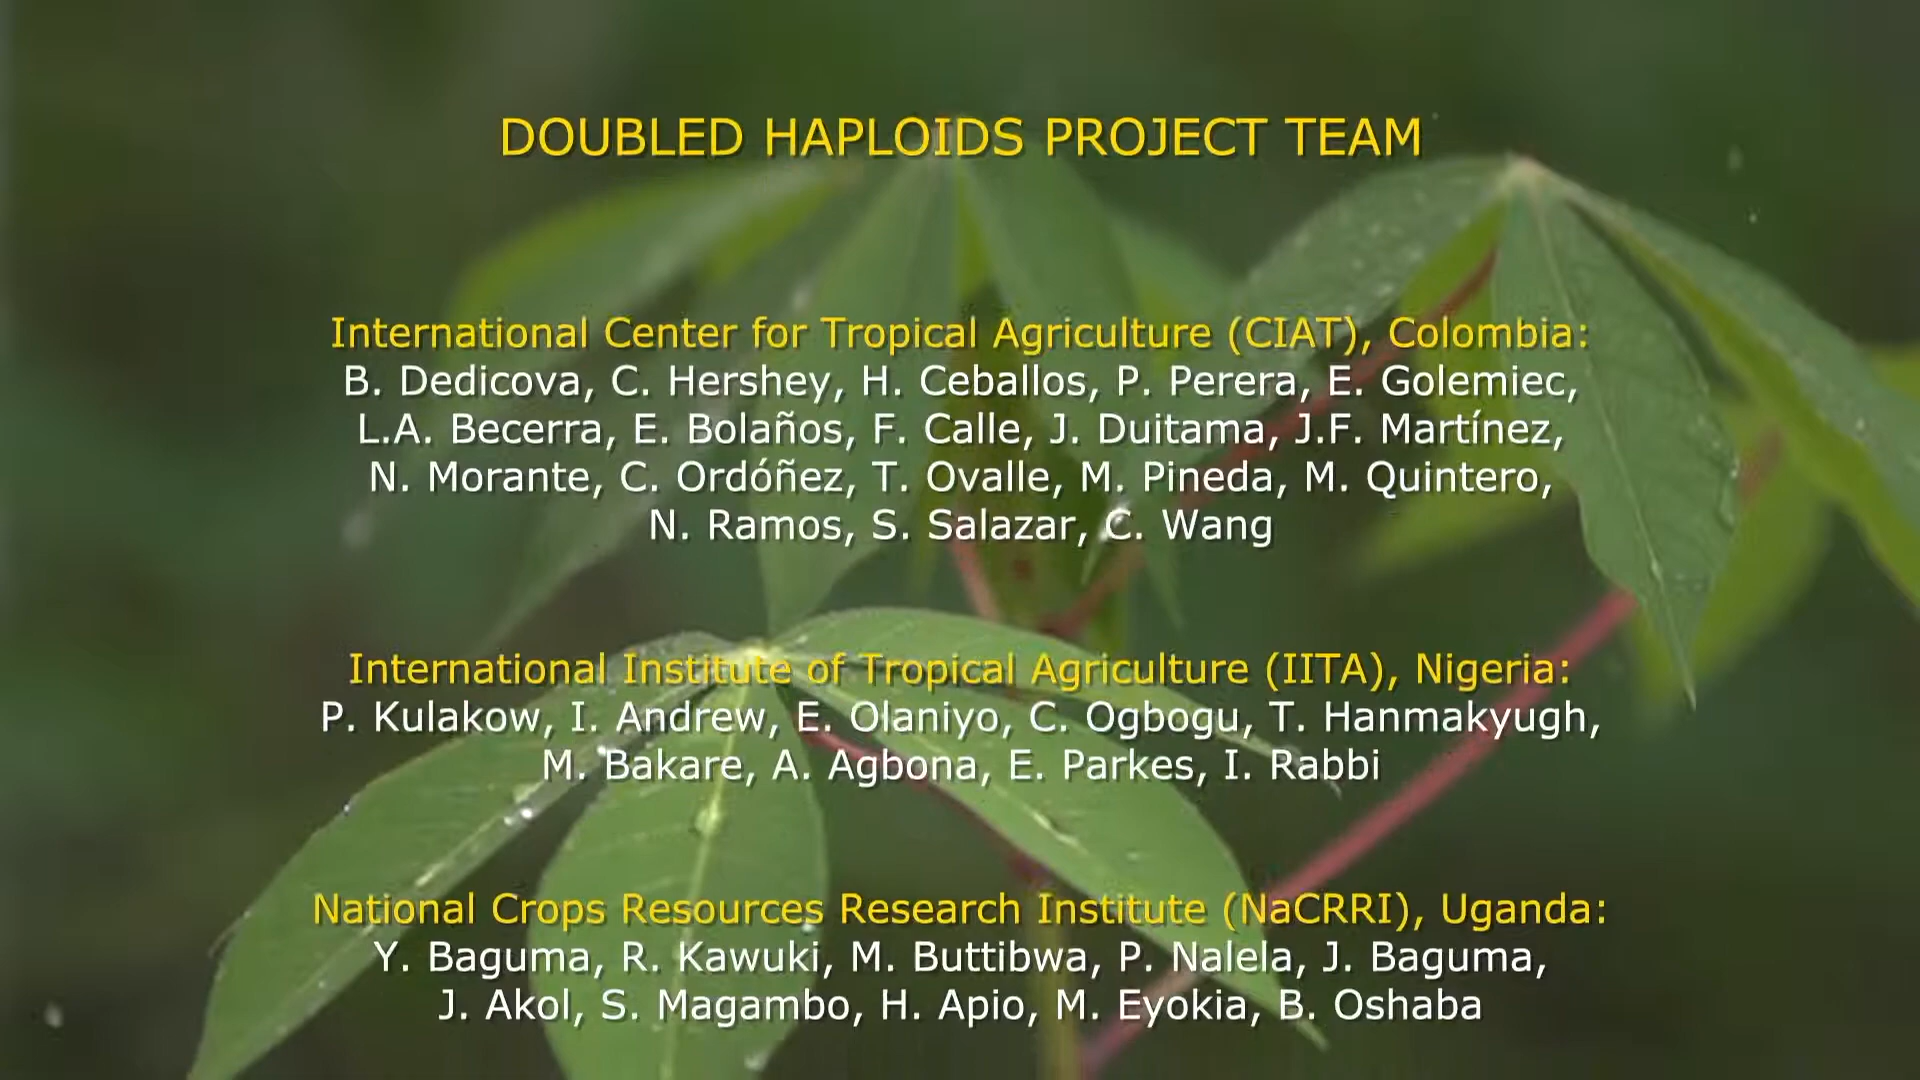 DOUBLED HAPLOIDS PROJECT TEAM
International Center for Tropical Agriculture (CIAT), Colombia:
B. Dedicova, C. Hershey, H. Ceballos, P. Perera, E. Golemiec,
L.A. Becerra, E. Bolaños, F. Calle, J. Duitama, J.F. Martínez,
N. Morante, C. Ordóñez, T. Ovalle, M. Pineda, M. Quintero,
N. Ramos, S. Salazar, C. Wang
International Institute of Tropical Agriculture (IITA), Nigeria:
P. Kulakow, I. Andrew, E. Olaniyo, C. Ogbogu, T. Hanmakyugh,
M. Bakare, A. Agbona, E. Parkes, I. Rabbi
National Crops Resources Research Institute (NaCRRI), Uganda:
Y. Baguma, R. Kawuki, M. Buttibwa, P. Nalela, J. Baguma,
J. Akol, S. Magambo, H. Apio, M. Eyokia, B. Oshaba